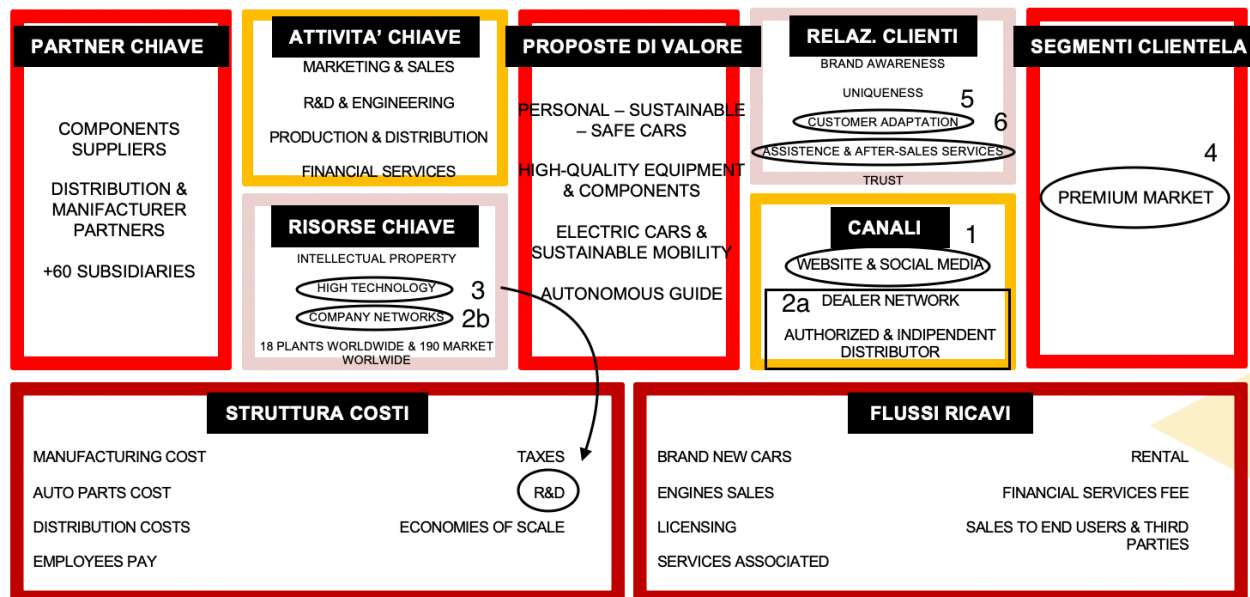 PARTNER CHIAVE
COMPONENTS
SUPPLIERS
DISTRIBUTION &
MANIFACTURER
PARTNERS
+60 SUBSIDIARIES
ATTIVITA’ CHIAVE
MARKETING & SALES
R&D & ENGINEERING
PRODUCTION & DISTRIBUTION
FINANCIAL SERVICES
RISORSE CHIAVE
INTELLECTUAL PROPERTY
HIGH TECHNOLOGY 3
COMPANY NETWORKS 2b
18 PLANTS WORLDWIDE & 190 MARKET
WORLWIDE
PROPOSTE DI VALORE
PERSONAL – SUSTAINABLE
– SAFE CARS
HIGH-QUALITY EQUIPMENT
& COMPONENTS
ELECTRIC CARS &
SUSTAINABLE MOBILITY
AUTONOMOUS GUIDE
RELAZ. CLIENTI
BRAND AWARENESS
UNIQUENESS
5
CUSTOMER ADAPTATION
6
ASSISTENCE & AFTER-SALES SERVICES
TRUST
CANALI
1
WEBSITE & SOCIAL MEDIA
2a
DEALER NETWORK
AUTHORIZED & INDIPENDENT
DISTRIBUTOR
SEGMENTI CLIENTELA
4
PREMIUM MARKET
STRUTTURA COSTI
MANUFACTURING COST
AUTO PARTS COST
DISTRIBUTION COSTS
EMPLOYEES PAY
TAXES
R&D
ECONOMIES OF SCALE
FLUSSI RICAVI
BRAND NEW CARS
ENGINES SALES
LICENSING
SERVICES ASSOCIATED
RENTAL
FINANCIAL SERVICES FEE
SALES TO END USERS & THIRD
PARTIES